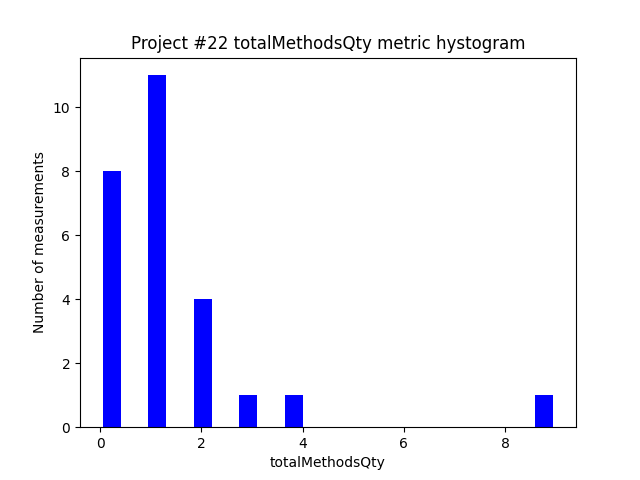 Project #22 totalMethodsQty metric hystogram
Number of measurements
10
8
6
4
2
0
0 2 4 6 8
totalMethodsQty